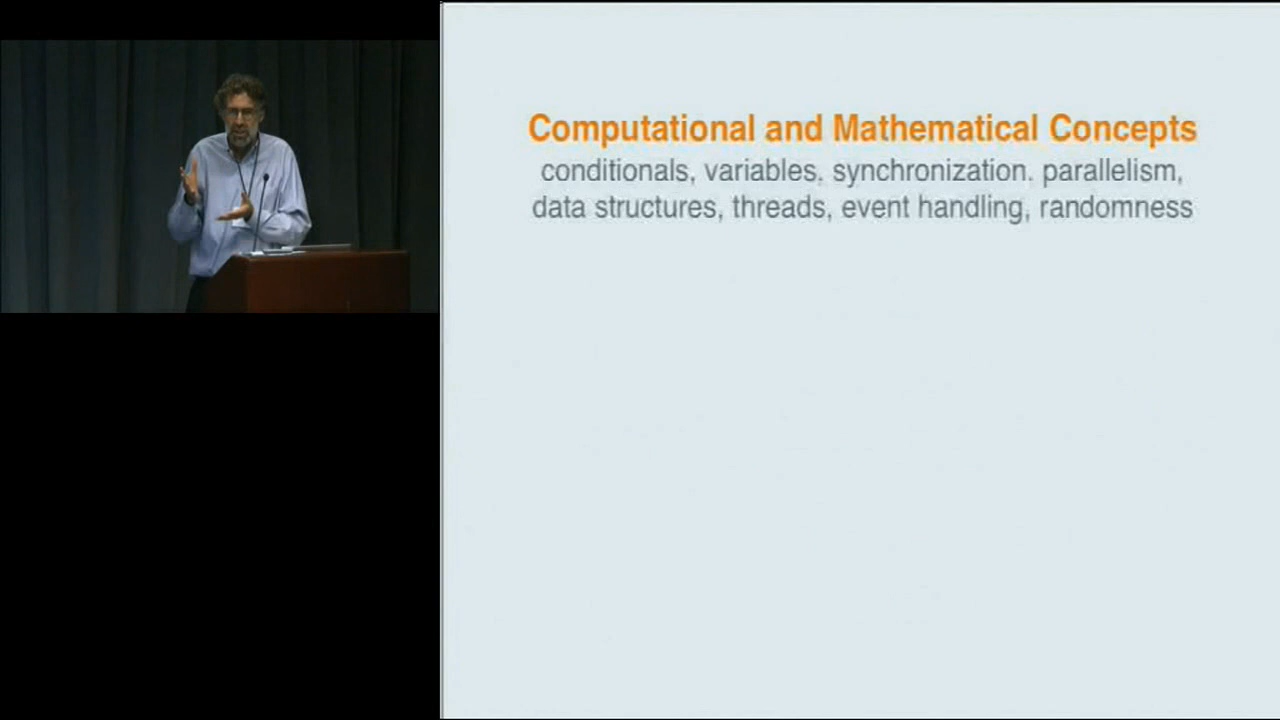 Computational and Mathematical Concepts
conditionals, variables. synchronization. parallelism,
data structures, threads, event handling, randomness